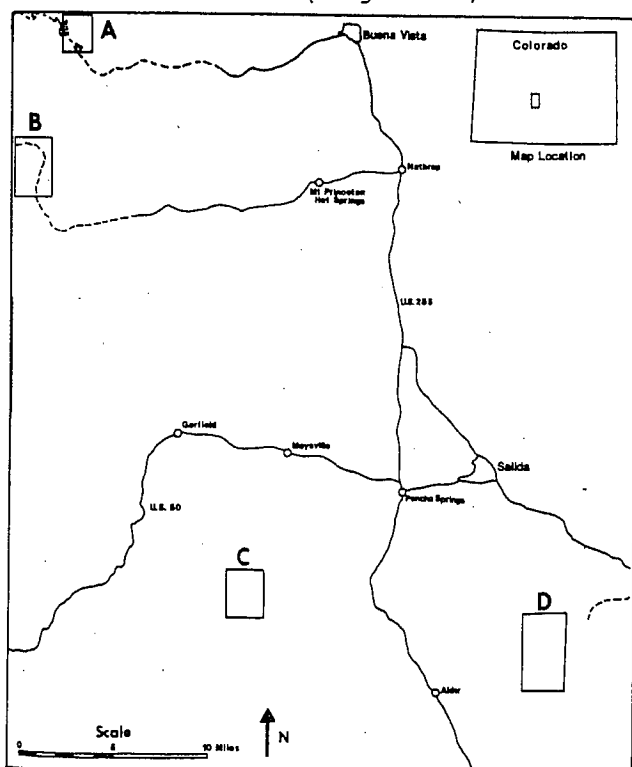 A
Buena Vista
Colorado
Map Location
B
Nathrop
Mt Princeton
Hot Springs
U.S. 285
Garfield
Maysville
Salida
Poncha Springs
U.S. 50
C
D
Alder
Scale
0 5 10 Miles
N